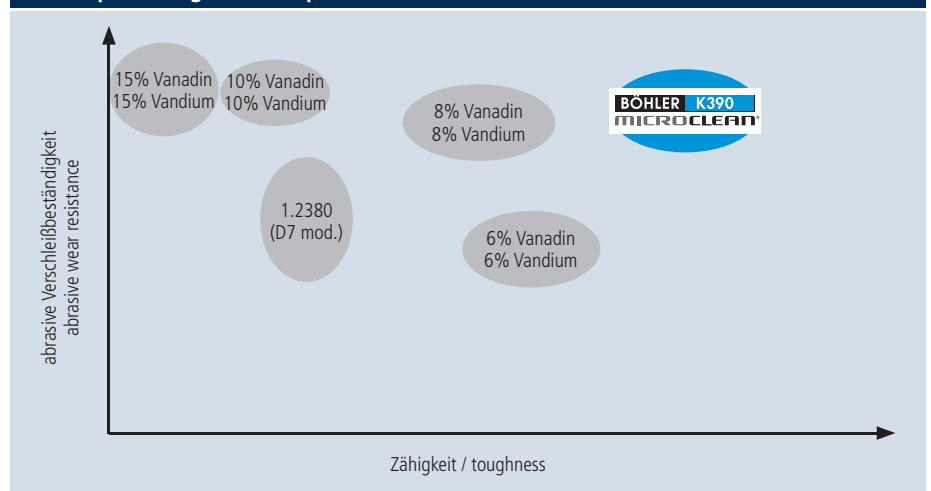 15% Vanadin
15% Vandium
10% Vanadin
10% Vandium
8% Vanadin
8% Vandium
BÖHLER K390
MICROCLEAN®
1.2380
(D7 mod.)
6% Vanadin
6% Vandium
abrasive Verschleißbeständigkeit
abrasive wear resistance
Zähigkeit / toughness